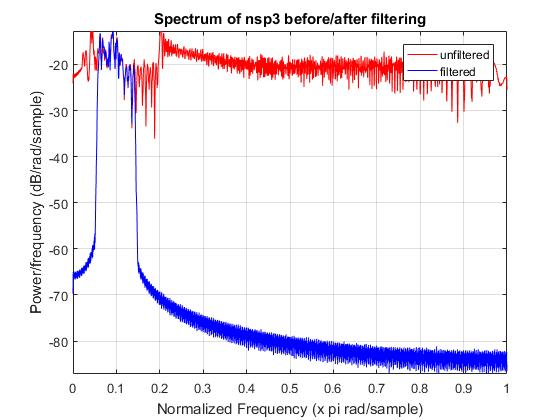 Spectrum of nsp3 before/after filtering
unfiltered
filtered
Power/frequency (dB/rad/sample)
-20
-30
-40
-50
-60
-70
-80
0 0.1 0.2 0.3 0.4 0.5 0.6 0.7 0.8 0.9 1
Normalized Frequency (x pi rad/sample)